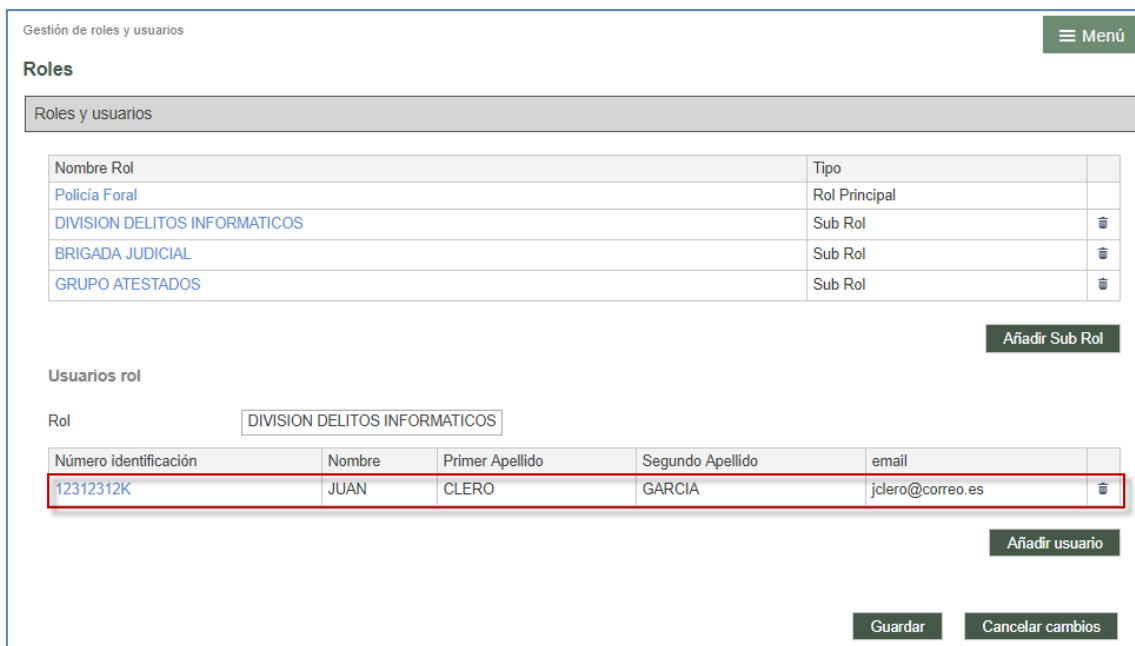 Gestión de roles y usuarios
Menú
Roles
Roles y usuarios
Nombre Rol Tipo
Policía Foral Rol Principal
DIVISION DELITOS INFORMATICOS Sub Rol
BRIGADA JUDICIAL Sub Rol
GRUPO ATESTADOS Sub Rol
Añadir Sub Rol
Usuarios rol
Rol DIVISION DELITOS INFORMATICOS
Número identificación Nombre Primer Apellido Segundo Apellido email
12312312K JUAN CLERO GARCIA jclero@correo.es
Añadir usuario
Guardar Cancelar cambios